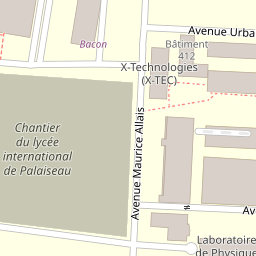 Avenue Urba
Bacon
Bâtiment
412
X-Technologies
(X-TEC)
Chantier
du lycée
international
de Palaiseau
Avenue Maurice Allais
Av
Laboratoire
de Physique